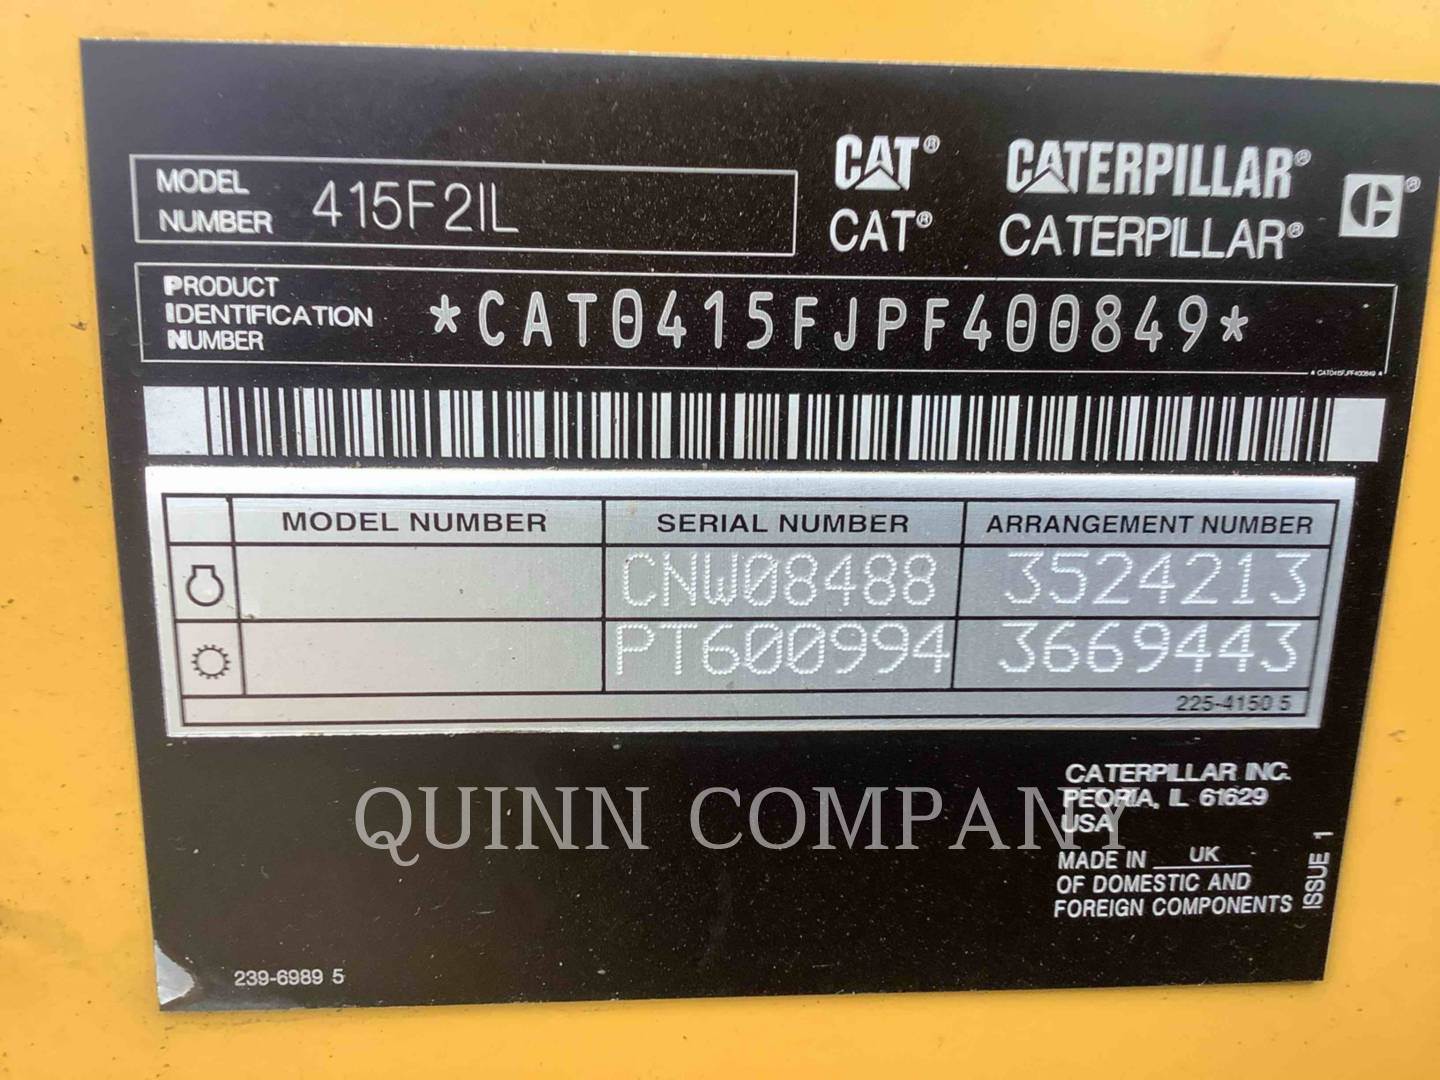 MODEL
NUMBER 415F2IL
CAT® CATERPILLAR®
CAT® CATERPILLAR®
PRODUCT
IDENTIFICATION
NUMBER
*CAT0415FJPF400849*
* CAT0415FJPF400849 *
MODEL NUMBER SERIAL NUMBER ARRANGEMENT NUMBER
CNW08488 3524213
PT600994 3669443
225-4150 5
QUINN COMPANY
CATERPILLAR INC.
PEORIA, IL 61629
USA
MADE IN UK
OF DOMESTIC AND
FOREIGN COMPONENTS
ISSUE 1
239-6989 5